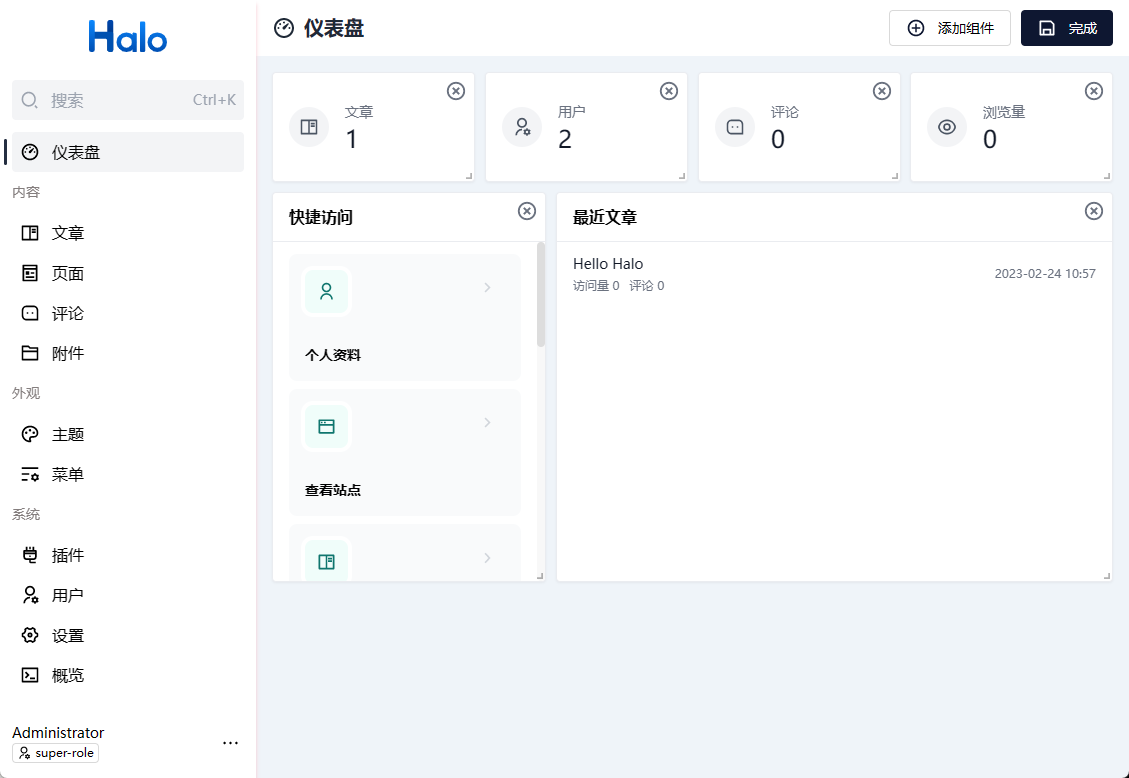 Halo
搜索 Ctrl+K
仪表盘
内容
文章
页面
评论
附件
外观
主题
菜单
系统
插件
用户
设置
概览
Administrator
super-role
仪表盘
添加组件
完成
文章
1
用户
2
评论
0
浏览量
0
快捷访问
个人资料
查看站点
最近文章
Hello Halo
访问量 0 评论 0
2023-02-24 10:57